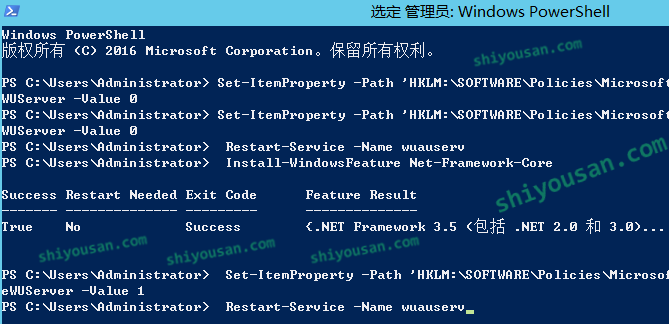 选定 管理员: Windows PowerShell
Windows PowerShell
版权所有 (C) 2016 Microsoft Corporation。保留所有权利。
shiyousan.com
PS C:\Users\Administrator> Set-ItemProperty -Path 'HKLM:\SOFTWARE\Policies\Microsoft
WUServer -Value 0
PS C:\Users\Administrator> Set-ItemProperty -Path 'HKLM:\SOFTWARE\Policies\Microsoft
WUServer -Value 0
shiyousan.com
PS C:\Users\Administrator>  Restart-Service -Name wuauserv
PS C:\Users\Administrator>  Install-WindowsFeature Net-Framework-Core
shiyousan.com
Success Restart Needed Exit Code      Feature Result
------- -------------- ---------      --------------
True    No             Success        {.NET Framework 3.5 (包括 .NET 2.0 和 3.0)...
shiyousan.com shiyousan.com shiyousan.com
PS C:\Users\Administrator>  Set-ItemProperty -Path 'HKLM:\SOFTWARE\Policies\Microsof
eWUServer -Value 1
PS C:\Users\Administrator>  Restart-Service -Name wuauserv